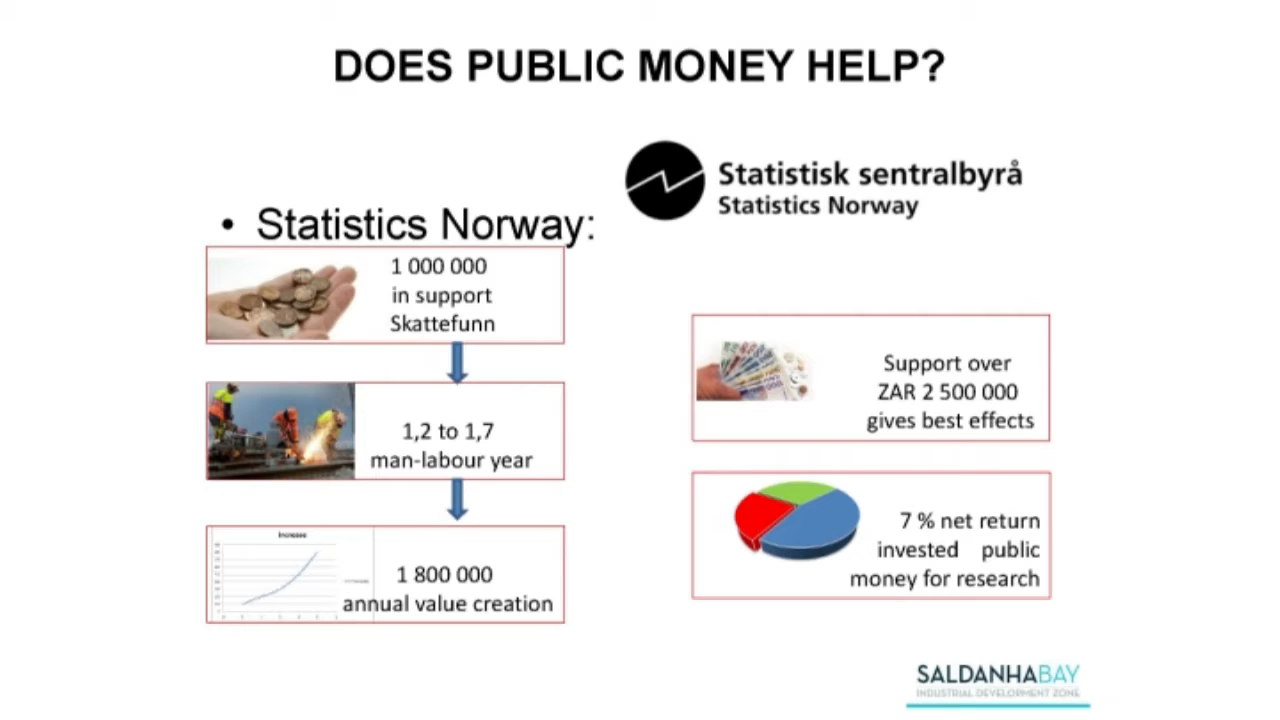 DOES PUBLIC MONEY HELP?
Statistisk sentralbyrå
Statistics Norway
• Statistics Norway:
1 000 000
in support
Skattefunn
1,2 to 1,7
man-labour year
Increase
1 800 000
annual value creation
Support over
ZAR 2 500 000
gives best effects
7 % net return
invested public
money for research
SALDANHABAY
INDUSTRIAL DEVELOPMENT ZONE